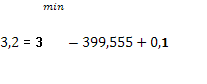 min
3,2 = 3 − 399,555 + 0,1